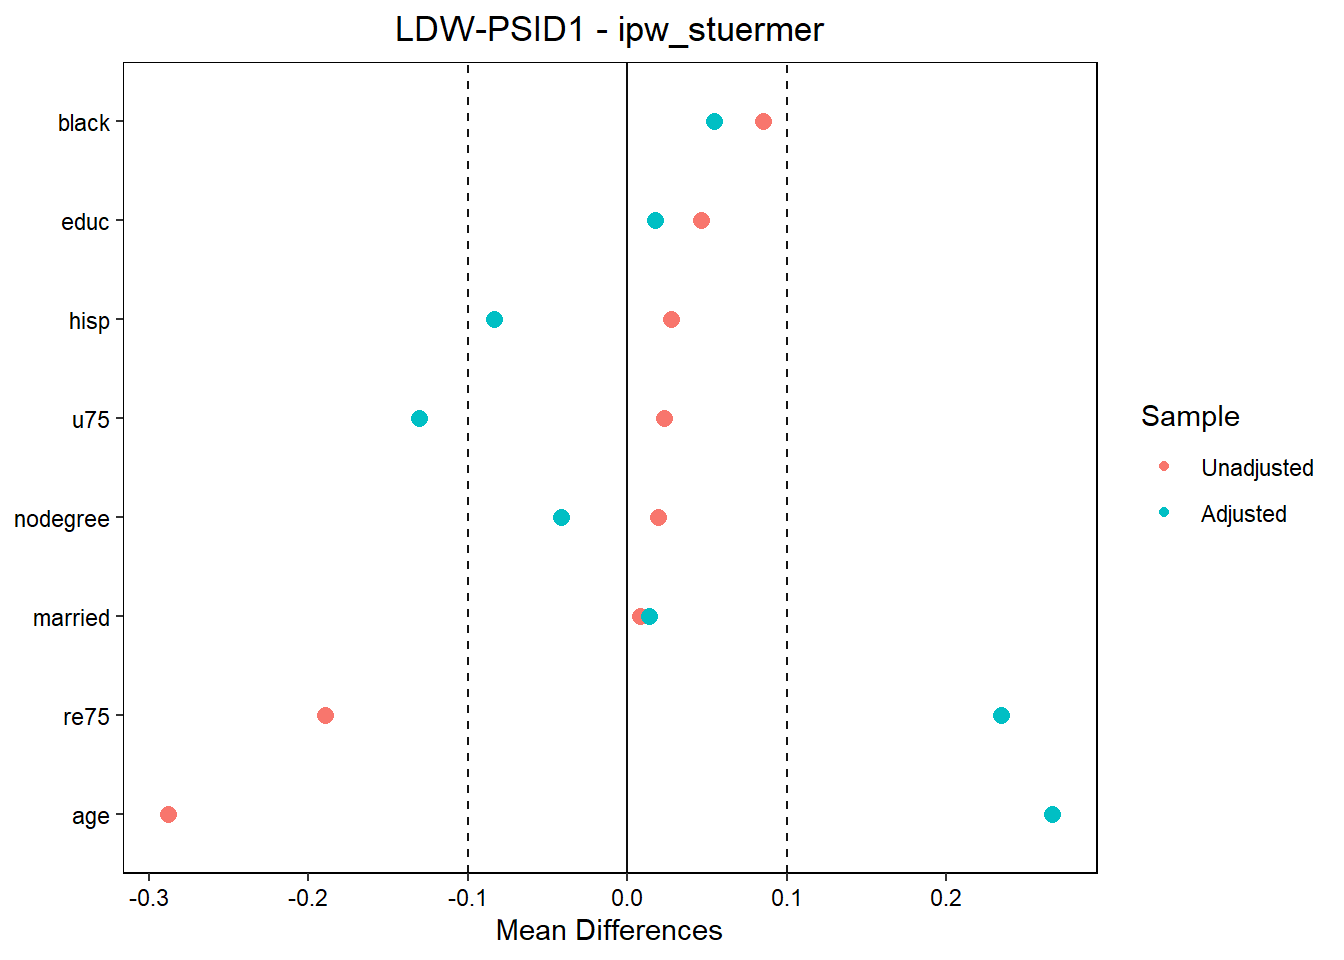 LDW-PSID1 - ipw_stuermer
black
educ
hisp
u75
nodegree
married
re75
age
-0.3
-0.2
-0.1
0.0
0.1
0.2
Mean Differences
Sample
Unadjusted
Adjusted